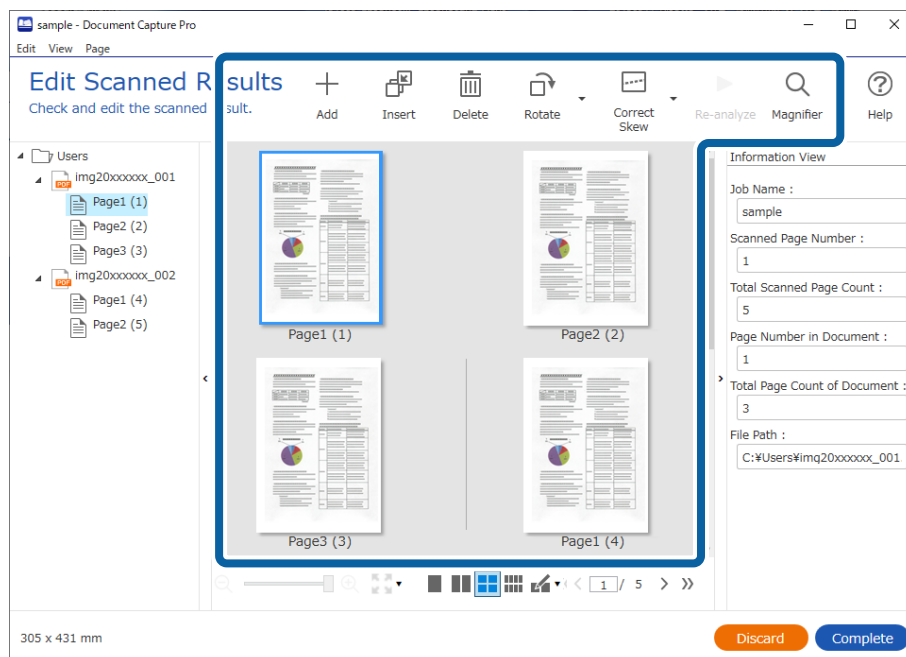 sample - Document Capture Pro
Edit View Page
Edit Scanned Results
Check and edit the scanned result.
Add
Insert
Delete
Rotate
Correct
Skew
Re-analyze
Magnifier
Help
Users
PDF
img20xxxxxx_001
Page1 (1)
Page2 (2)
Page3 (3)
PDF
img20xxxxxx_002
Page1 (4)
Page2 (5)
Page1 (1)
Page2 (2)
Page3 (3)
Page1 (4)
Information View
Job Name :
sample
Scanned Page Number :
1
Total Scanned Page Count :
5
Page Number in Document :
1
Total Page Count of Document :
3
File Path :
C:¥Users¥img20xxxxxx_001
1 / 5
305 x 431 mm
Discard
Complete